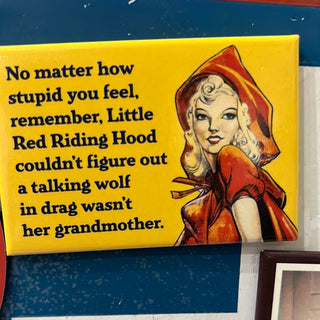 No matter how
stupid you feel,
remember, Little
Red Riding Hood
couldn't figure out
a talking wolf
in drag wasn't
her grandmother.